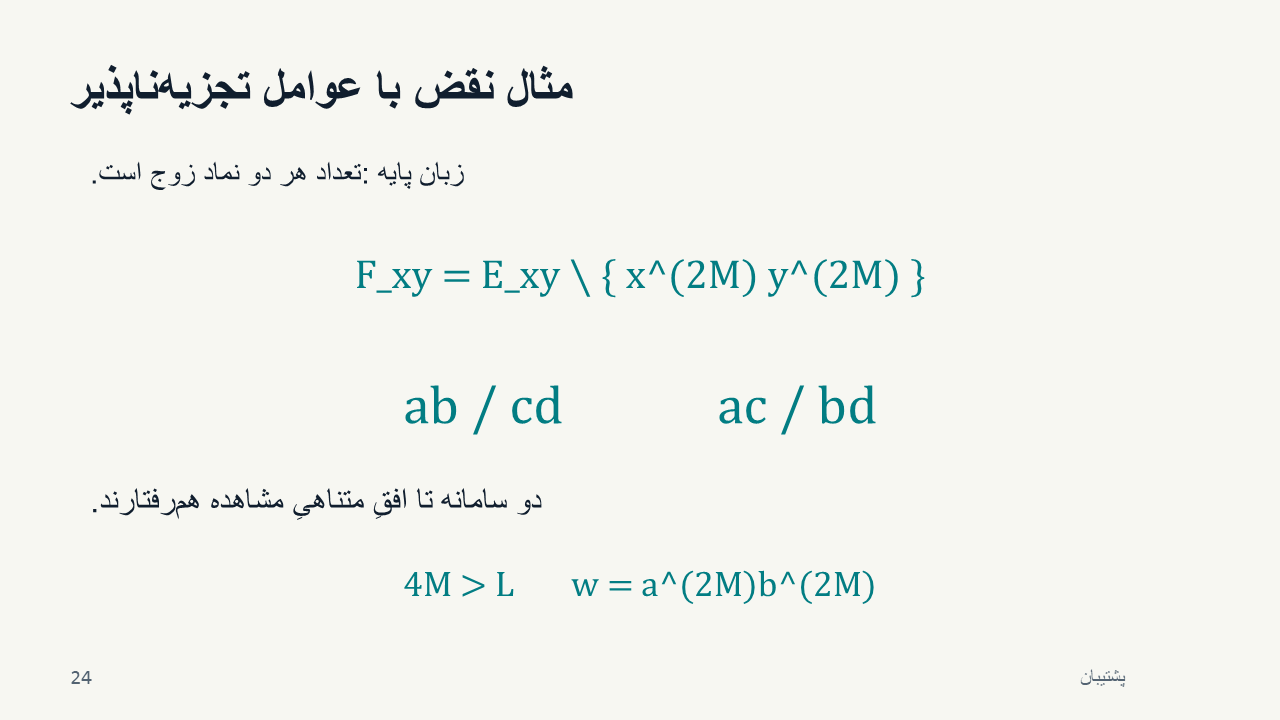 مثال نقض با عوامل تجزیه‌ناپذیر
زبان پایه :تعداد هر دو نماد زوج است.
F_xy = E_xy \ { x^(2M) y^(2M) }
ab / cd ac / bd
دو سامانه تا افقِ متناهیِ مشاهده هم‌رفتارند.
4M > L w = a^(2M)b^(2M)
پشتیبان
24